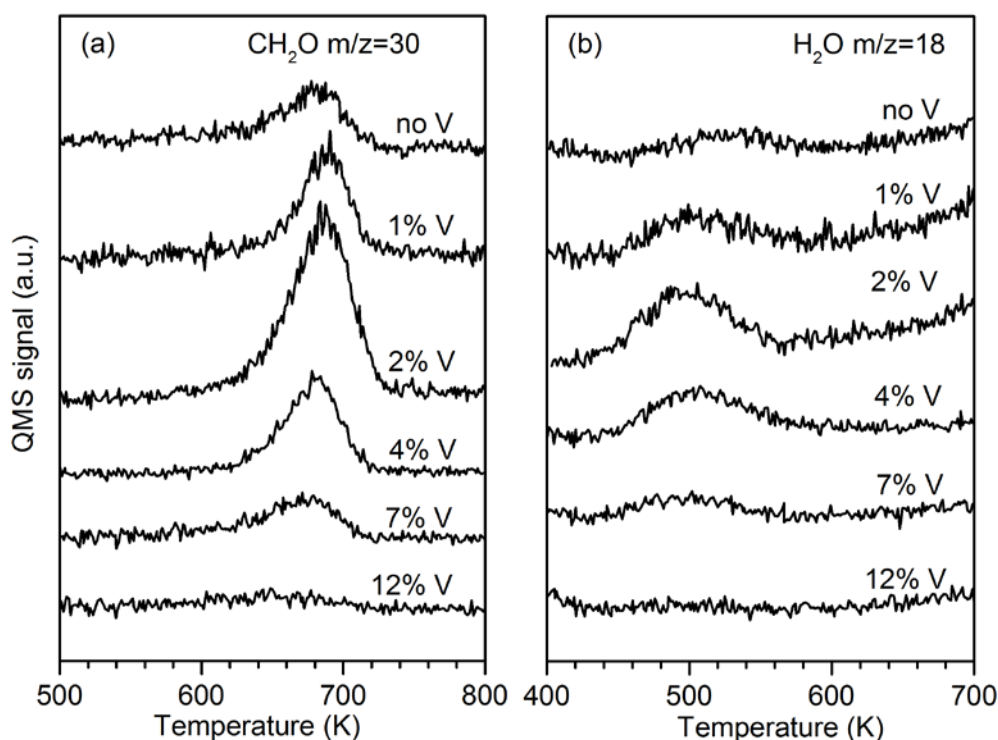 QMS signal (a.u.)
(a) CH₂O m/z=30
no V
1% V
2% V
4% V
7% V
12% V
500 600 700 800
Temperature (K)
(b) H₂O m/z=18
no V
1% V
2% V
4% V
7% V
12% V
400 500 600 700
Temperature (K)